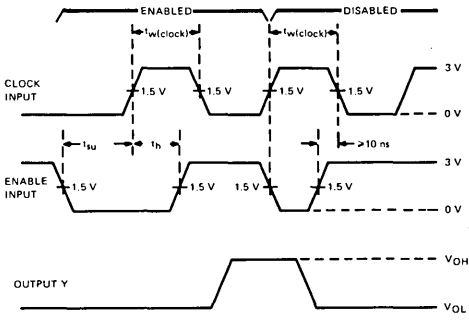 ENABLED DISABLED
tw(clock) tw(clock)
3 V
CLOCK INPUT 1.5 V 1.5 V 1.5 V 1.5 V
0 V
tsu th ≥10 ns
3 V
ENABLE INPUT 1.5 V 1.5 V 1.5 V 1.5 V
0 V
VOH
OUTPUT Y
VOL